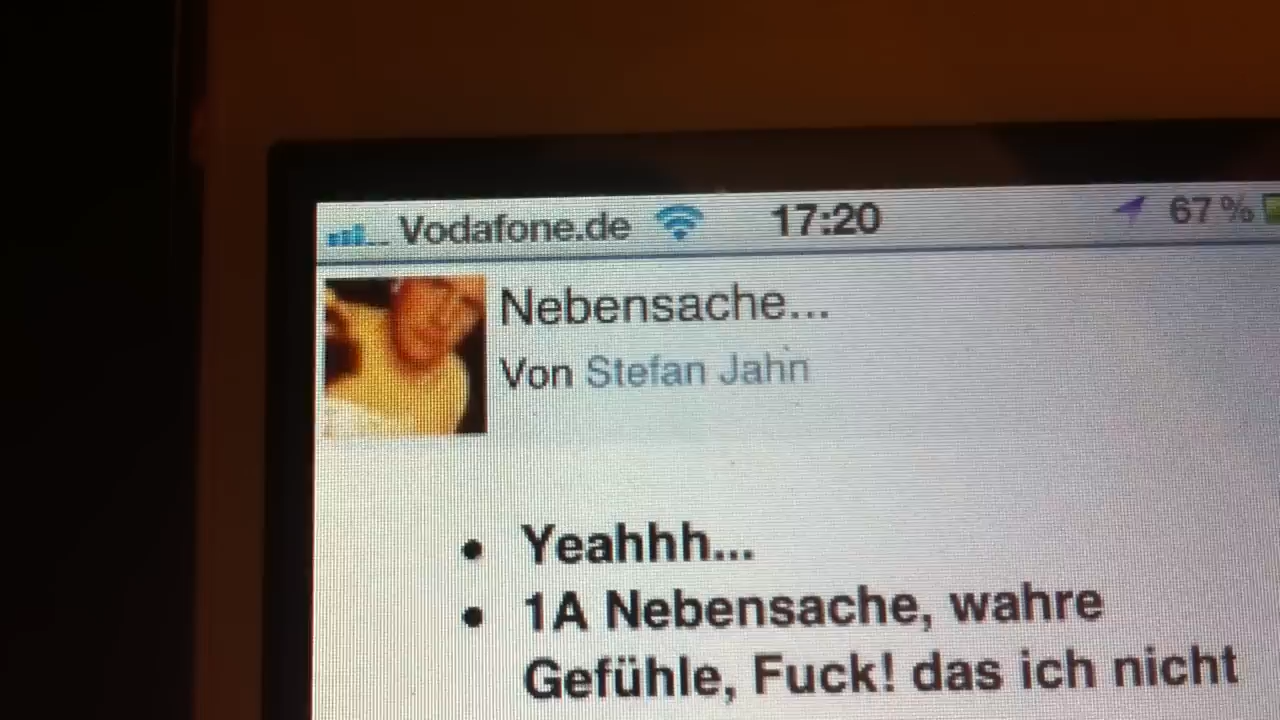 Vodafone.de 17:20 67 %
Nebensache...
Von Stefan Jahn
• Yeahhh...
• 1A Nebensache, wahre
Gefühle, Fuck! das ich nicht